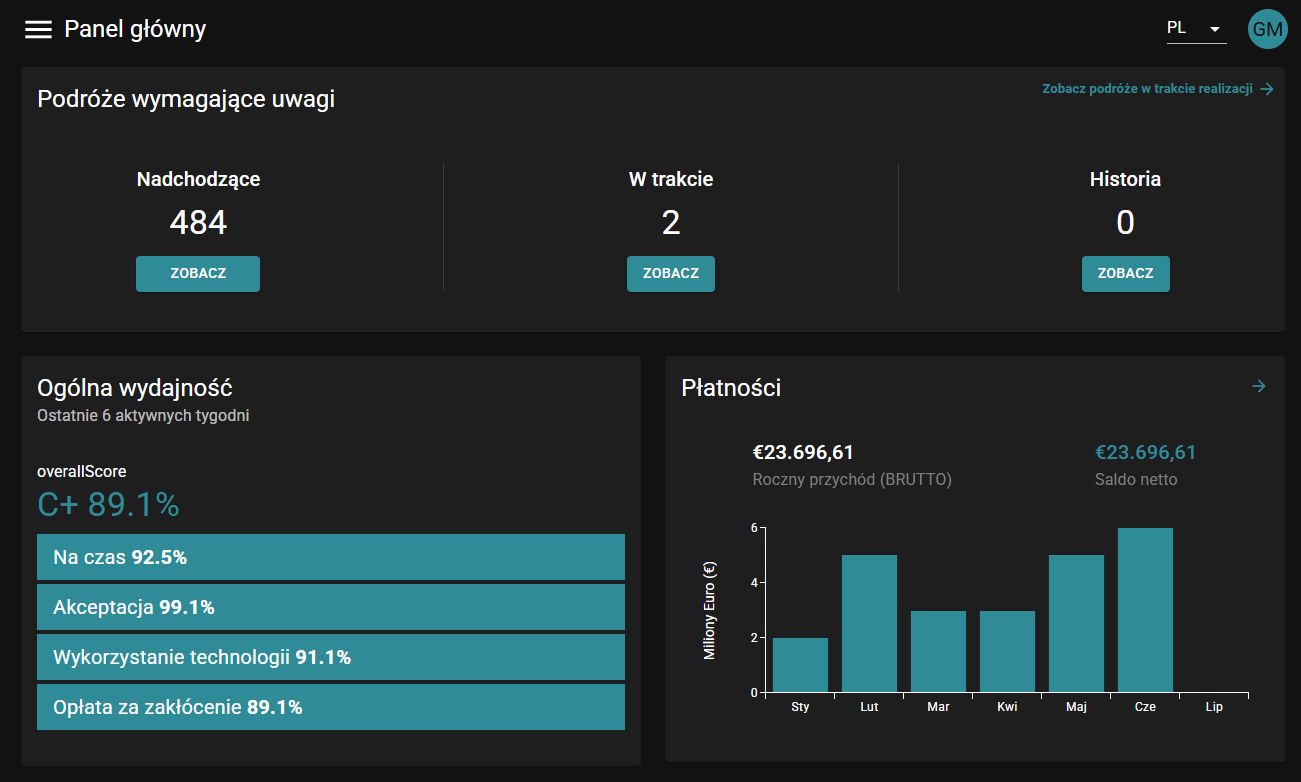 Panel główny
PL
GM
Podróże wymagające uwagi
Zobacz podróże w trakcie realizacji
Nadchodzące
484
ZOBACZ
W trakcie
2
ZOBACZ
Historia
0
ZOBACZ
Ogólna wydajność
Ostatnie 6 aktywnych tygodni
overallScore
C+ 89.1%
Na czas 92.5%
Akceptacja 99.1%
Wykorzystanie technologii 91.1%
Opłata za zakłócenie 89.1%
Płatności
€23.696,61
Roczny przychód (BRUTTO)
€23.696,61
Saldo netto
Miliony Euro (€)
6
4
2
0
Sty Lut Mar Kwi Maj Cze Lip